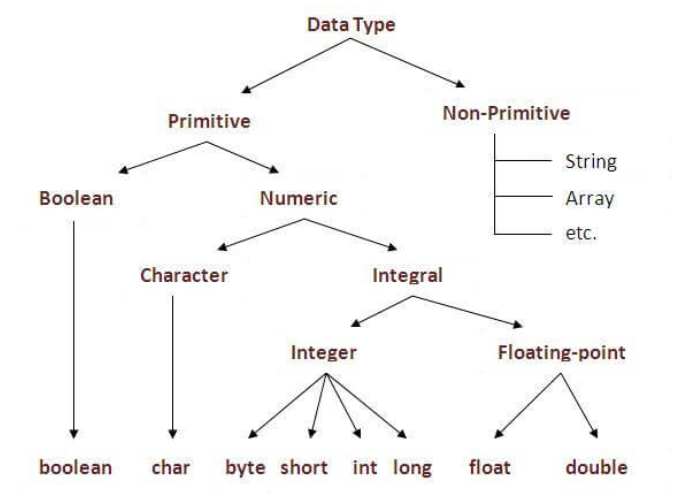 Data Type
Primitive
Non-Primitive
String
Array
etc.
Boolean
Numeric
Character
Integral
Integer
Floating-point
boolean
char
byte
short
int
long
float
double